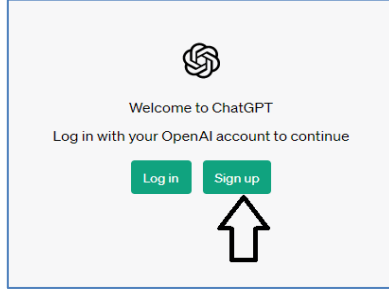 Welcome to ChatGPT
Log in with your OpenAI account to continue
Log in Sign up